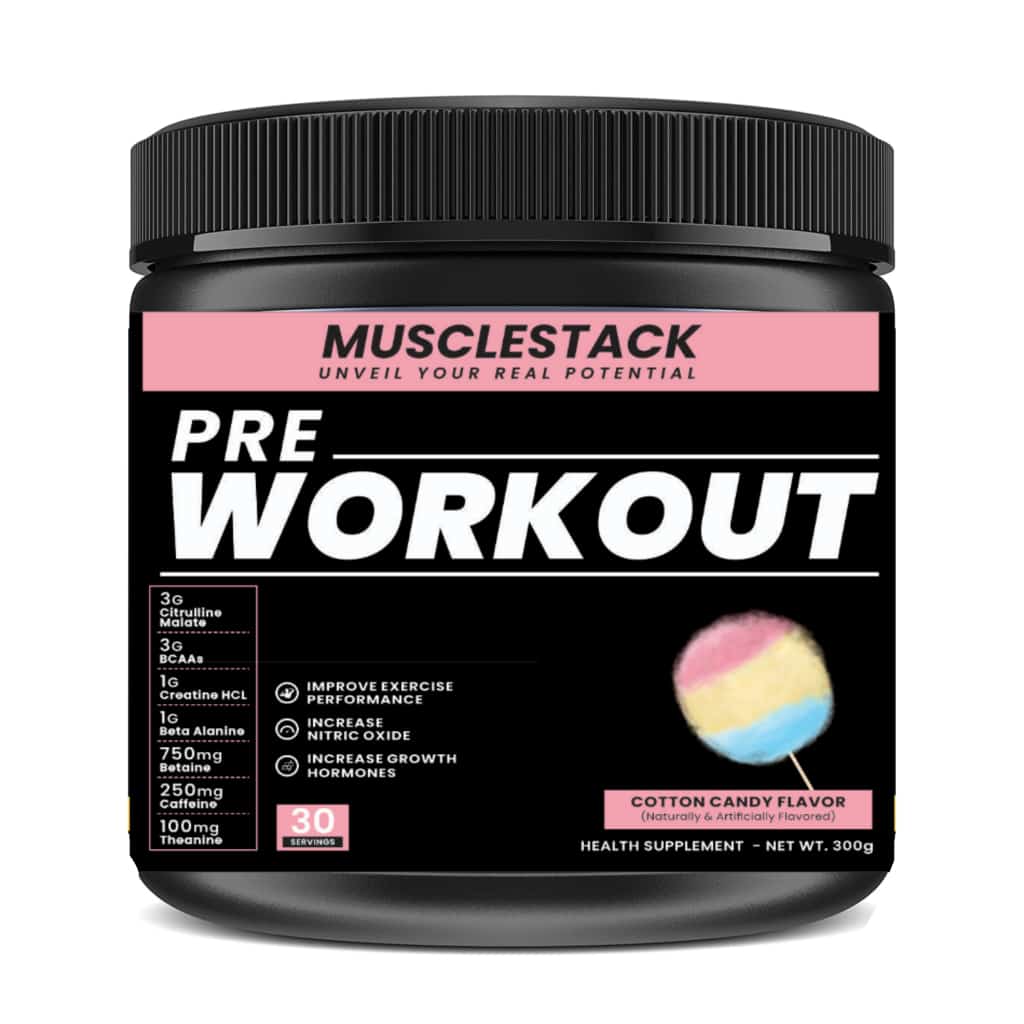 MUSCLESTACK
UNVEIL YOUR REAL POTENTIAL
PRE
WORKOUT
3G
Citrulline
Malate
3G
BCAAs
1G
Creatine HCL
1G
Beta Alanine
750mg
Betaine
250mg
Caffeine
100mg
Theanine
IMPROVE EXERCISE
PERFORMANCE
INCREASE
NITRIC OXIDE
INCREASE GROWTH
HORMONES
30
SERVINGS
COTTON CANDY FLAVOR
(Naturally & Artificially Flavored)
HEALTH SUPPLEMENT - NET WT. 300g